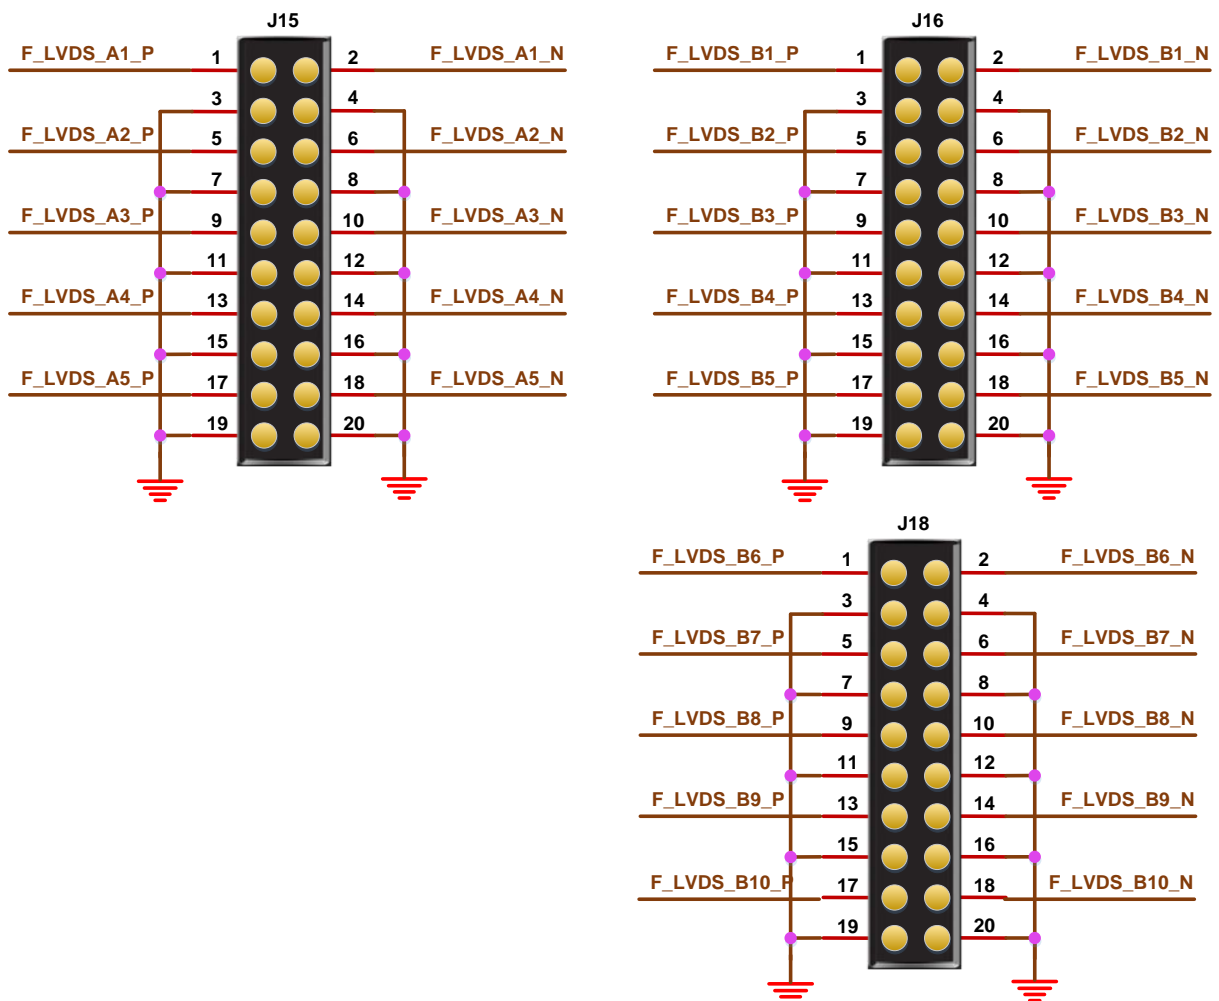 J15
F_LVDS_A1_P 1 2 F_LVDS_A1_N
3 4
F_LVDS_A2_P 5 6 F_LVDS_A2_N
7 8
F_LVDS_A3_P 9 10 F_LVDS_A3_N
11 12
F_LVDS_A4_P 13 14 F_LVDS_A4_N
15 16
F_LVDS_A5_P 17 18 F_LVDS_A5_N
19 20
J16
F_LVDS_B1_P 1 2 F_LVDS_B1_N
3 4
F_LVDS_B2_P 5 6 F_LVDS_B2_N
7 8
F_LVDS_B3_P 9 10 F_LVDS_B3_N
11 12
F_LVDS_B4_P 13 14 F_LVDS_B4_N
15 16
F_LVDS_B5_P 17 18 F_LVDS_B5_N
19 20
J18
F_LVDS_B6_P 1 2 F_LVDS_B6_N
3 4
F_LVDS_B7_P 5 6 F_LVDS_B7_N
7 8
F_LVDS_B8_P 9 10 F_LVDS_B8_N
11 12
F_LVDS_B9_P 13 14 F_LVDS_B9_N
15 16
F_LVDS_B10_P 17 18 F_LVDS_B10_N
19 20